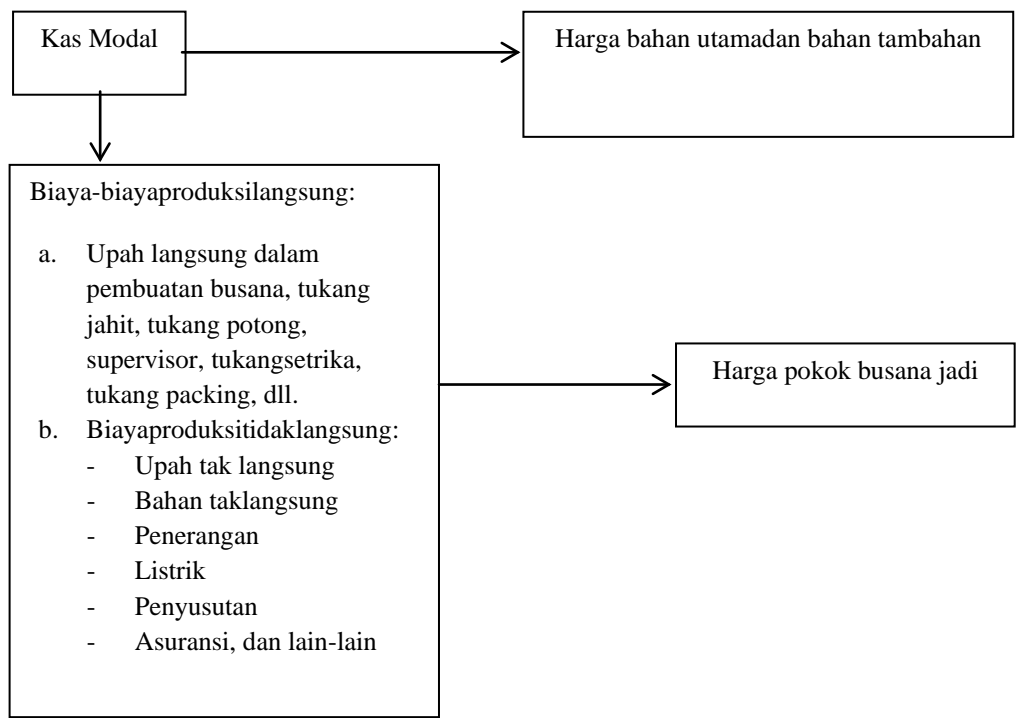 Kas Modal
Harga bahan utamadan bahan tambahan
Biaya-biayaproduksilangsung:
a. Upah langsung dalam
pembuatan busana, tukang
jahit, tukang potong,
supervisor, tukangsetrika,
tukang packing, dll.
b. Biayaproduksitidaklangsung:
- Upah tak langsung
- Bahan taklangsung
- Penerangan
- Listrik
- Penyusutan
- Asuransi, dan lain-lain
Harga pokok busana jadi